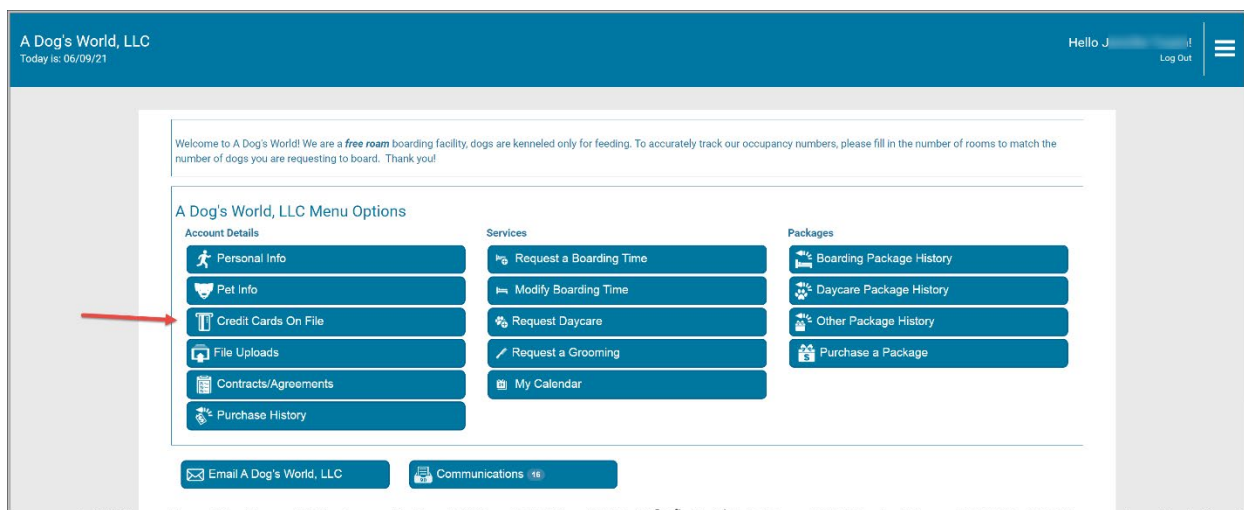 A Dog's World, LLC
Today is: 06/09/21
Hello J !
Log Out
Welcome to A Dog's World! We are a free roam boarding facility, dogs are kenneled only for feeding. To accurately track our occupancy numbers, please fill in the number of rooms to match the
number of dogs you are requesting to board. Thank you!
A Dog's World, LLC Menu Options
Account Details
Personal Info
Pet Info
Credit Cards On File
File Uploads
Contracts/Agreements
Purchase History
Services
Request a Boarding Time
Modify Boarding Time
Request Daycare
Request a Grooming
My Calendar
Packages
Boarding Package History
Daycare Package History
Other Package History
Purchase a Package
Email A Dog's World, LLC
Communications 16